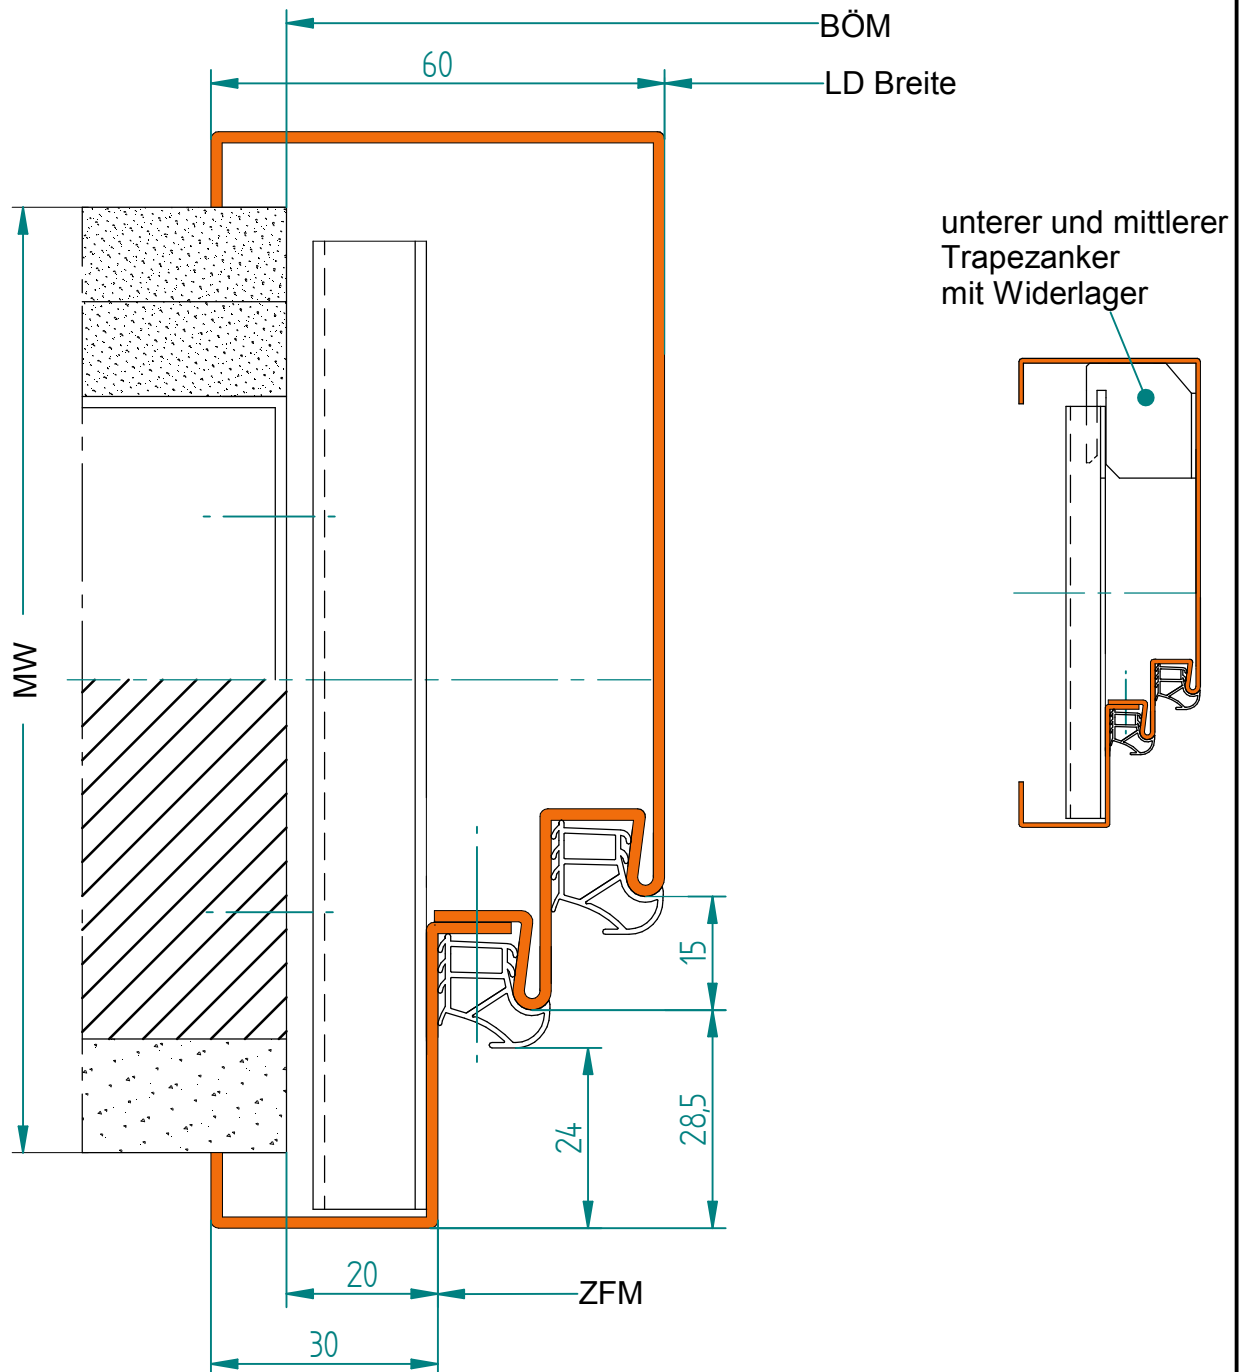 BÖM
60
LD Breite
unterer und mittlerer
Trapezanker
mit Widerlager
MW
15
28,5
24
20
ZFM
30